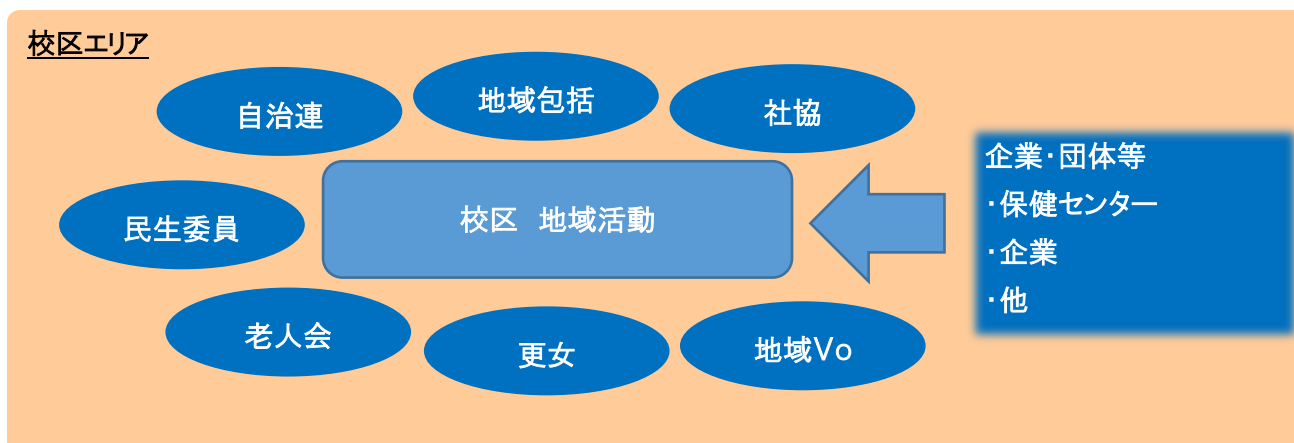 校区エリア
自治連
地域包括
社協
民生委員
校区　地域活動
企業・団体等
・保健センター
・企業
・他
老人会
更女
地域Vo